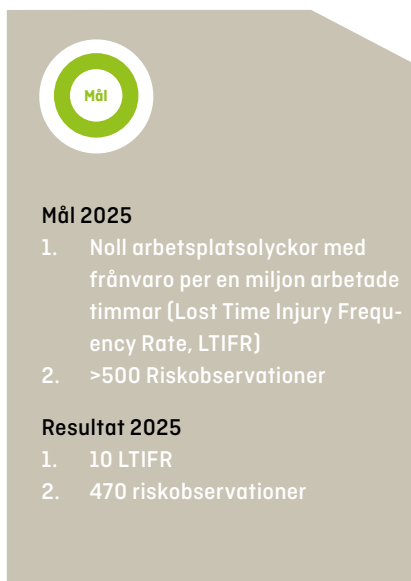 Mål
Mål 2025
1. Noll arbetsplatsolyckor med
frånvaro per en miljon arbetade
timmar (Lost Time Injury Frequ-
ency Rate, LTIFR)
2. >500 Riskobservationer
Resultat 2025
1. 10 LTIFR
2. 470 riskobservationer